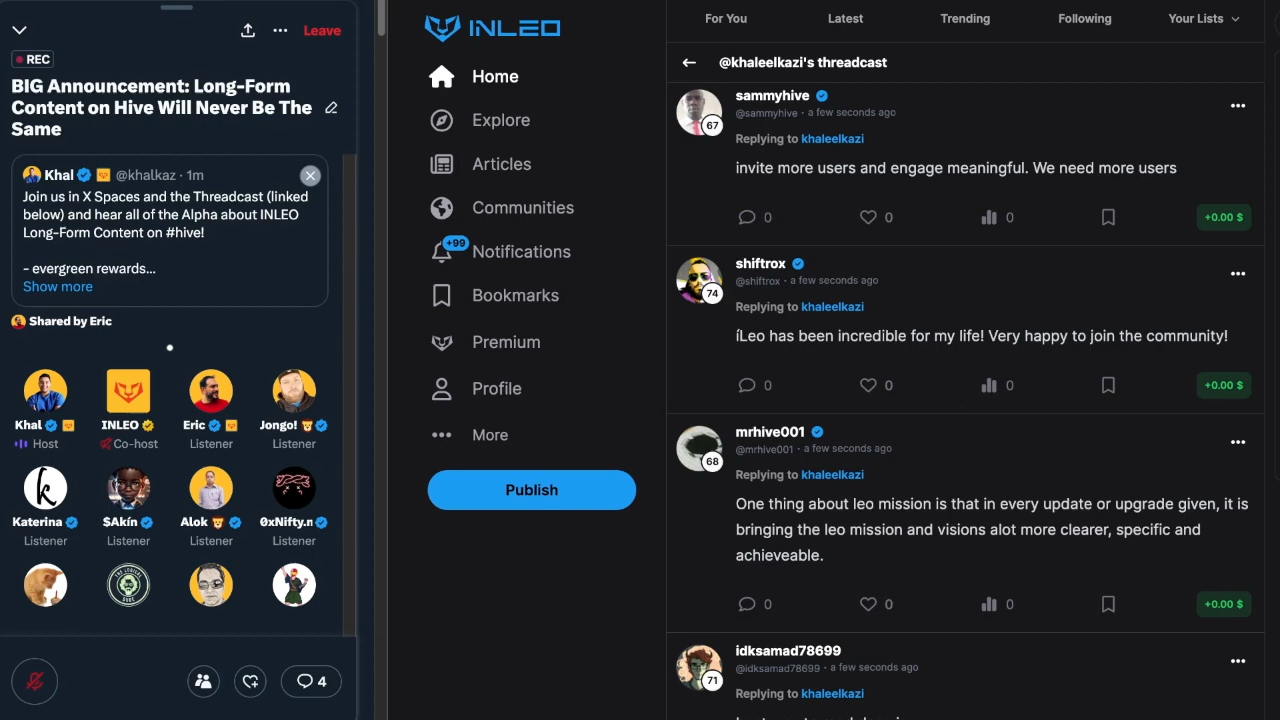 Leave
REC
BIG Announcement: Long-Form
Content on Hive Will Never Be The
Same
Khal @khalkaz · 1m
Join us in X Spaces and the Threadcast (linked
below) and hear all of the Alpha about INLEO
Long-Form Content on #hive!
- evergreen rewards...
Show more
Shared by Eric
Khal
Host
INLEO
Co-host
Eric
Listener
Jongo!
Listener
Katerina
Listener
$Akín
Listener
Alok
Listener
0xNifty.n
Listener
4
INLEO
Home
Explore
Articles
Communities
+99
Notifications
Bookmarks
Premium
Profile
More
Publish
For You
Latest
Trending
Following
Your Lists
@khaleelkazi's threadcast
67
sammyhive
@sammyhive · a few seconds ago
Replying to khaleelkazi
invite more users and engage meaningful. We need more users
0 0 0 +0.00 $
74
shiftrox
@shiftrox · a few seconds ago
Replying to khaleelkazi
íLeo has been incredible for my life! Very happy to join the community!
0 0 0 +0.00 $
68
mrhive001
@mrhive001 · a few seconds ago
Replying to khaleelkazi
One thing about leo mission is that in every update or upgrade given, it is
bringing the leo mission and visions alot more clearer, specific and
achieveable.
0 0 0 +0.00 $
71
idksamad78699
@idksamad78699 · a few seconds ago
Replying to khaleelkazi